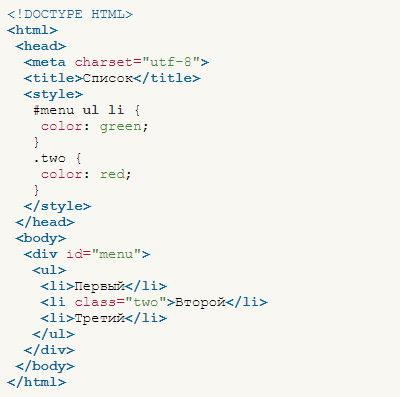 <!DOCTYPE HTML>
<html>
 <head>
  <meta charset="utf-8">
  <title>Список</title>
  <style>
   #menu ul li {
    color: green;
   }
   .two {
    color: red;
   }
  </style>
 </head>
 <body>
  <div id="menu">
   <ul>
    <li>Первый</li>
    <li class="two">Второй</li>
    <li>Третий</li>
   </ul>
  </div>
 </body>
</html>